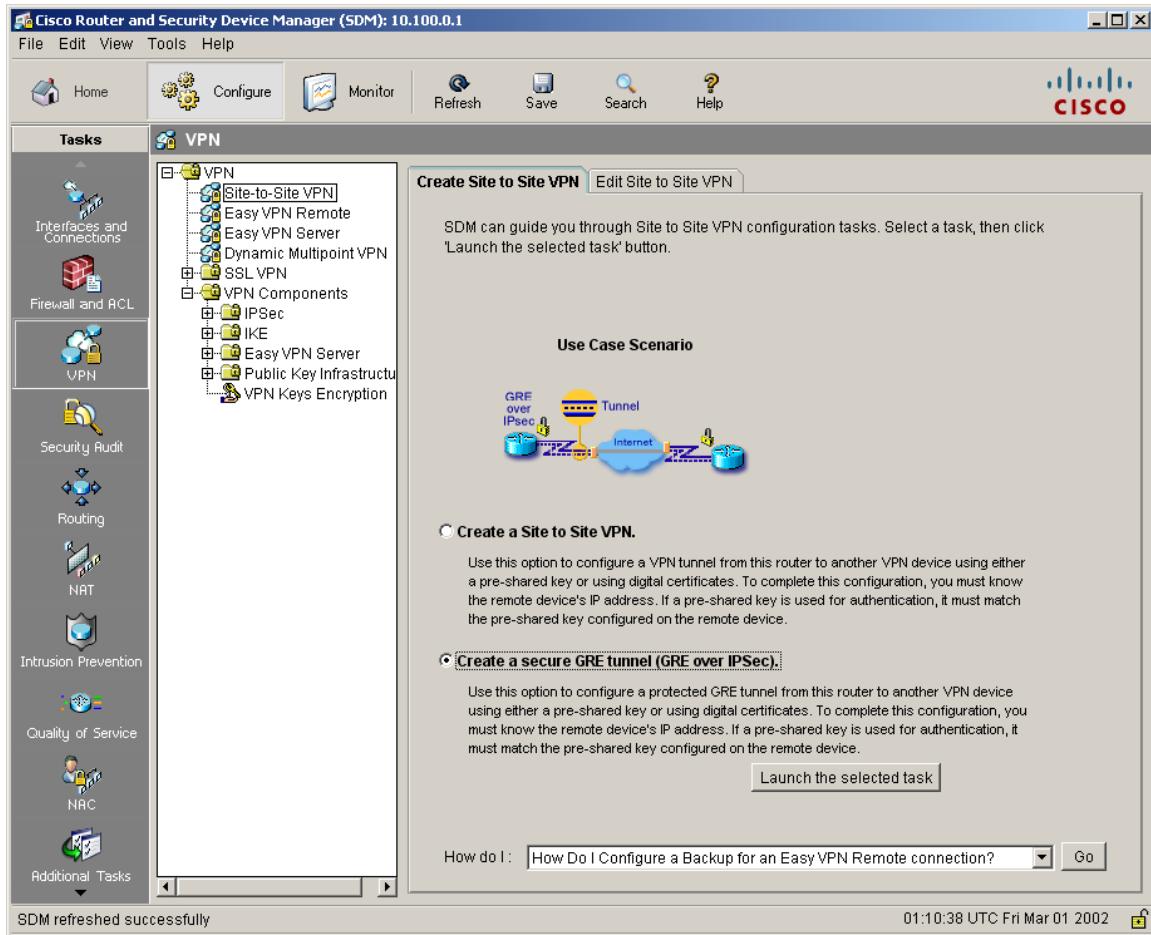 Cisco Router and Security Device Manager (SDM): 10.100.0.1
File Edit View Tools Help
Home
Configure
Monitor
Refresh
Save
Search
Help
CISCO
Tasks
VPN
Interfaces and
Connections
Firewall and ACL
VPN
Security Audit
Routing
NAT
Intrusion Prevention
Quality of Service
NAC
Additional Tasks
VPN
Site-to-Site VPN
Easy VPN Remote
Easy VPN Server
Dynamic Multipoint VPN
SSL VPN
VPN Components
IPSec
IKE
Easy VPN Server
Public Key Infrastructu
VPN Keys Encryption
Create Site to Site VPN
Edit Site to Site VPN
SDM can guide you through Site to Site VPN configuration tasks. Select a task, then click
'Launch the selected task' button.
Use Case Scenario
GRE
over
IPsec
Tunnel
Internet
Create a Site to Site VPN.
Use this option to configure a VPN tunnel from this router to another VPN device using either
a pre-shared key or using digital certificates. To complete this configuration, you must know
the remote device's IP address. If a pre-shared key is used for authentication, it must match
the pre-shared key configured on the remote device.
Create a secure GRE tunnel (GRE over IPSec).
Use this option to configure a protected GRE tunnel from this router to another VPN device
using either a pre-shared key or using digital certificates. To complete this configuration, you
must know the remote device's IP address. If a pre-shared key is used for authentication, it
must match the pre-shared key configured on the remote device.
Launch the selected task
How do I :
How Do I Configure a Backup for an Easy VPN Remote connection?
Go
SDM refreshed successfully
01:10:38 UTC Fri Mar 01 2002